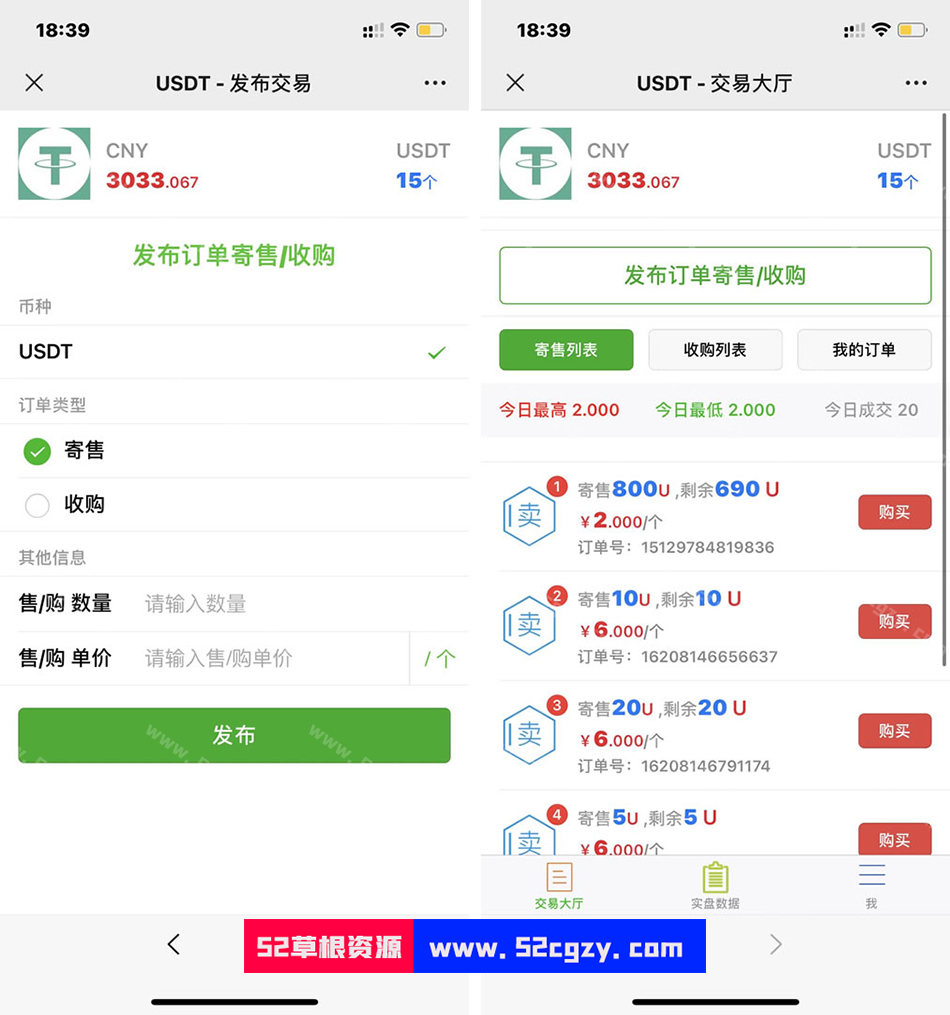 18:39
USDT - 发布交易
CNY
USDT
3033.067
15个
发布订单寄售/收购
币种
USDT
订单类型
寄售
收购
其他信息
售/购 数量 请输入数量
售/购 单价 请输入售/购单价 / 个
发布
18:39
USDT - 交易大厅
CNY
USDT
3033.067
15个
发布订单寄售/收购
寄售列表 收购列表 我的订单
今日最高 2.000 今日最低 2.000 今日成交 20
1
卖
寄售800U ,剩余690 U
¥ 2.000/个
订单号：15129784819836
购买
2
卖
寄售10U ,剩余10 U
¥ 6.000/个
订单号：16208146656637
购买
3
卖
寄售20U ,剩余20 U
¥ 6.000/个
订单号：16208146791174
购买
4
卖
寄售5U ,剩余5 U
¥ 6.000/个
购买
交易大厅 实盘数据 我
52草根资源 www.52cgzy.com